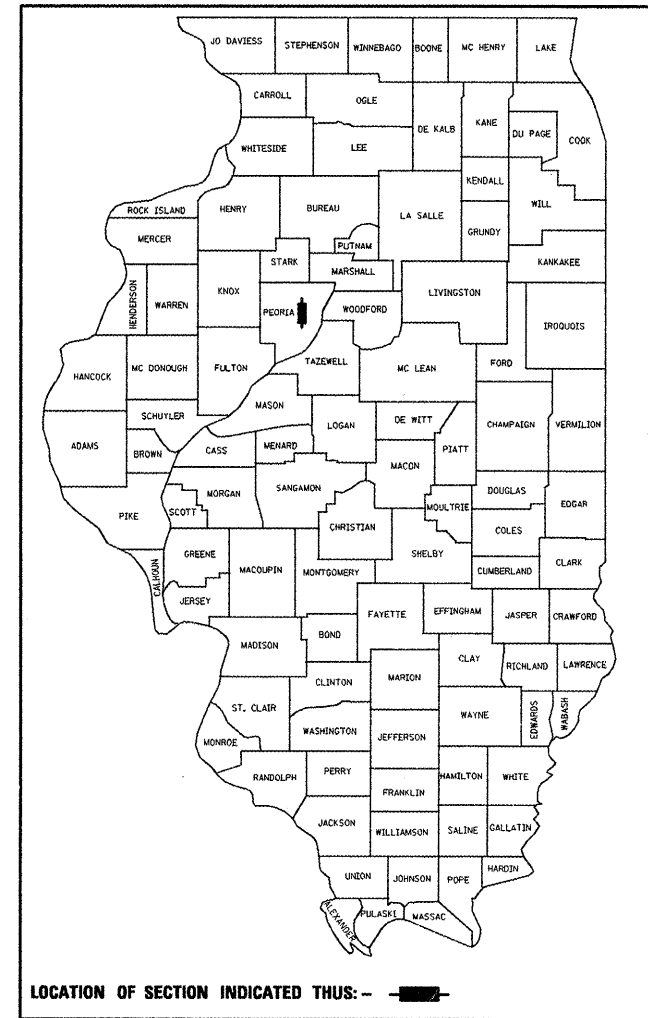 JO DAVIESS STEPHENSON WINNEBAGO BOONE MC HENRY LAKE
CARROLL OGLE DE KALB KANE DU PAGE COOK
WHITESIDE LEE KENDALL WILL
ROCK ISLAND HENRY BUREAU LA SALLE GRUNDY
MERCER STARK PUTNAM MARSHALL KANKAKEE
HENDERSON WARREN KNOX PEORIA WOODFORD LIVINGSTON IROQUOIS
HANCOCK MC DONOUGH FULTON TAZEWELL MC LEAN FORD
SCHUYLER MASON LOGAN DE WITT PIATT CHAMPAIGN VERMILION
ADAMS BROWN CASS MENARD MACON
PIKE SCOTT MORGAN SANGAMON CHRISTIAN MOULTRIE DOUGLAS EDGAR
COLES
CALHOUN GREENE MACOUPIN MONTGOMERY SHELBY CUMBERLAND CLARK
JERSEY FAYETTE EFFINGHAM JASPER CRAWFORD
MADISON BOND CLAY RICHLAND LAWRENCE
CLINTON MARION
ST. CLAIR WASHINGTON JEFFERSON WAYNE EDWARDS WABASH
MONROE
RANDOLPH PERRY FRANKLIN HAMILTON WHITE
JACKSON WILLIAMSON SALINE GALLATIN
UNION JOHNSON POPE HARDIN
ALEXANDER PULASKI MASSAC
LOCATION OF SECTION INDICATED THUS: -